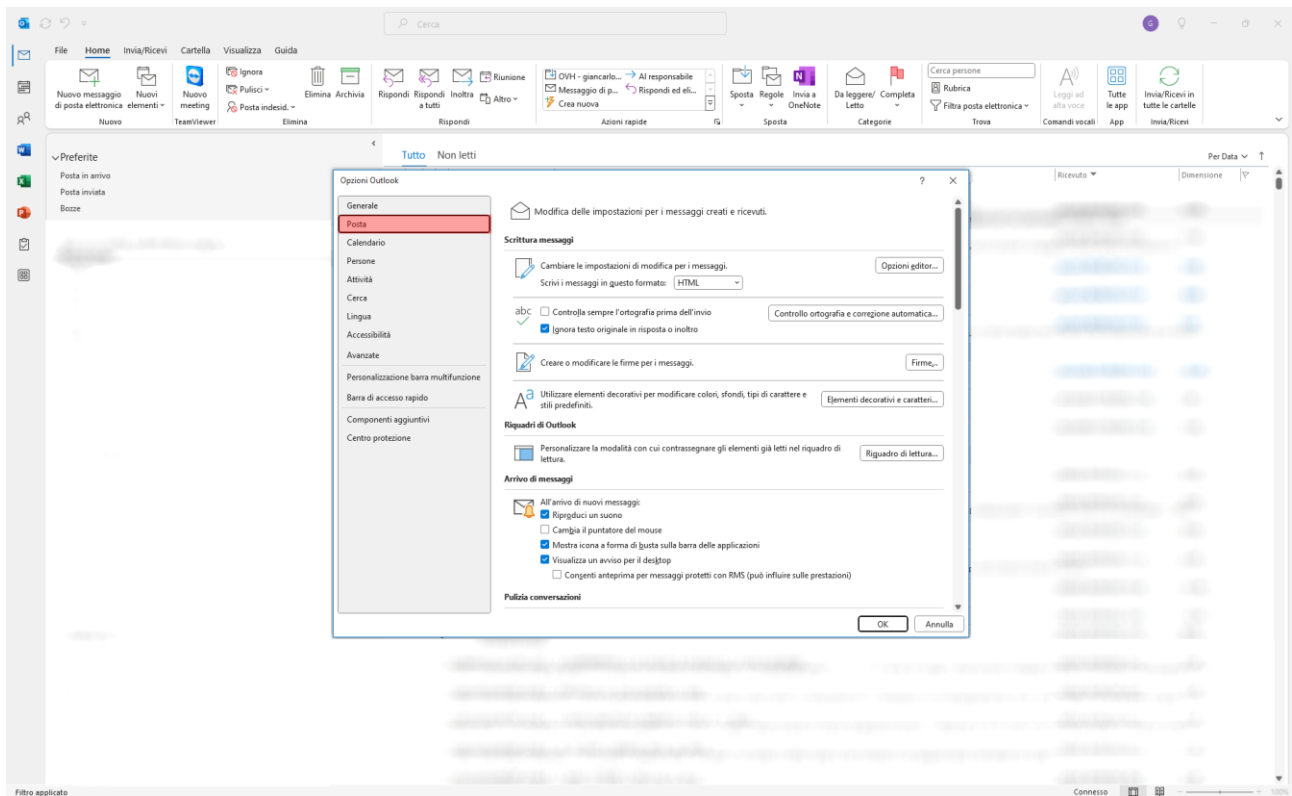 Cerca
G
File Home Invia/Ricevi Cartella Visualizza Guida
Nuovo messaggio di posta elettronica
Nuovi elementi
Nuovo
Nuovo meeting
TeamViewer
Ignora
Pulisci
Posta indesid.
Elimina
Archivia
Elimina
Rispondi
Rispondi a tutti
Inoltra
Riunione
Altro
Rispondi
OVH - giancarlo...
Messaggio di p...
Crea nuova
Al responsabile
Rispondi ed eli...
Azioni rapide
Sposta
Regole
Invia a OneNote
Sposta
Da leggere/ Letto
Completa
Categorie
Cerca persone
Rubrica
Filtra posta elettronica
Trova
Leggi ad alta voce
Comandi vocali
Tutte le app
App
Invia/Ricevi in tutte le cartelle
Invia/Ricevi
Preferite
Posta in arrivo
Posta inviata
Bozze
Tutto Non letti
Per Data
Ricevuto
Dimensione
Opzioni Outlook
Generale
Posta
Calendario
Persone
Attività
Cerca
Lingua
Accessibilità
Avanzate
Personalizzazione barra multifunzione
Barra di accesso rapido
Componenti aggiuntivi
Centro protezione
Modifica delle impostazioni per i messaggi creati e ricevuti.
Scrittura messaggi
Cambiare le impostazioni di modifica per i messaggi.
Opzioni editor...
Scrivi i messaggi in questo formato: HTML
abc
Controlla sempre l'ortografia prima dell'invio
Controllo ortografia e correzione automatica...
Ignora testo originale in risposta o inoltro
Creare o modificare le firme per i messaggi.
Firme...
Utilizzare elementi decorativi per modificare colori, sfondi, tipi di carattere e
stili predefiniti.
Elementi decorativi e caratteri...
Riquadri di Outlook
Personalizzare la modalità con cui contrassegnare gli elementi già letti nel riquadro di
lettura.
Riquadro di lettura...
Arrivo di messaggi
All'arrivo di nuovi messaggi:
Riproduci un suono
Cambia il puntatore del mouse
Mostra icona a forma di busta sulla barra delle applicazioni
Visualizza un avviso per il desktop
Consenti anteprima per messaggi protetti con RMS (può influire sulle prestazioni)
Pulizia conversazioni
OK
Annulla
Filtro applicato
Connesso
100%